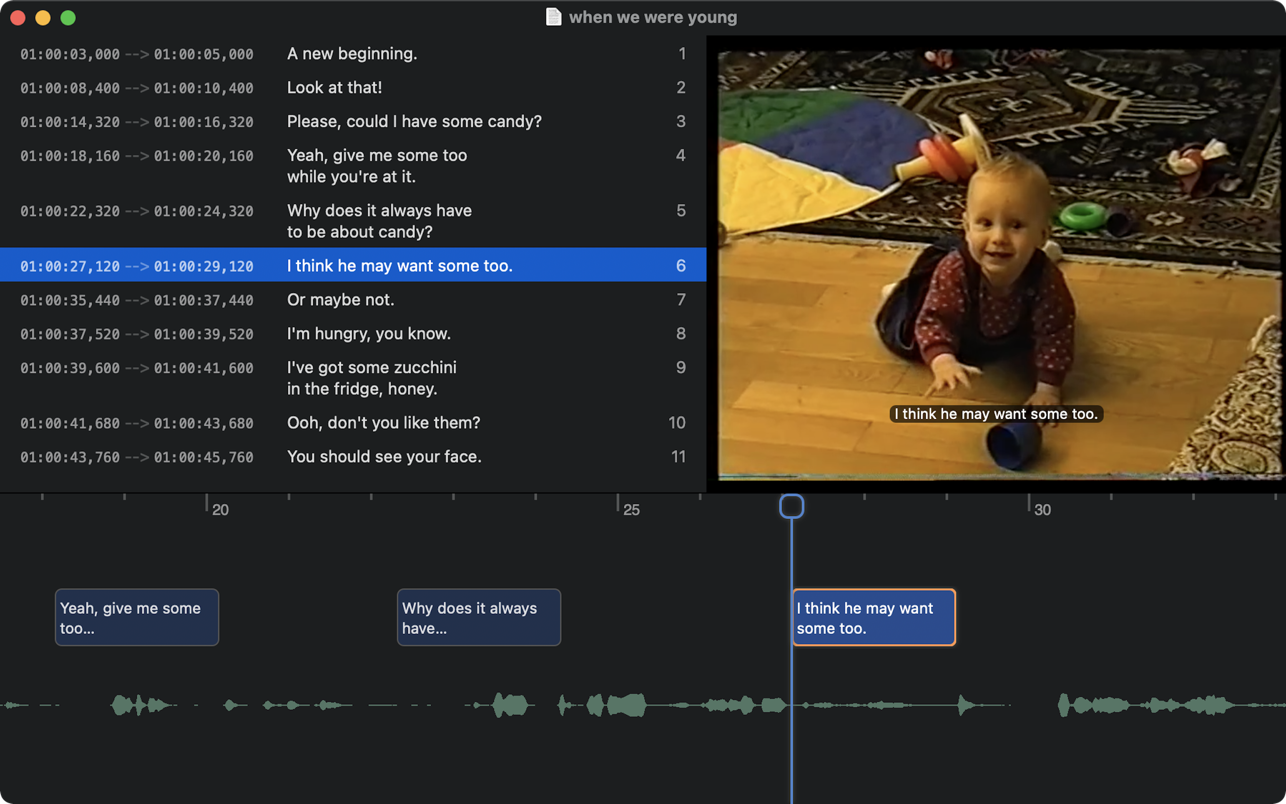 when we were young
01:00:03,000 --> 01:00:05,000 A new beginning. 1
01:00:08,400 --> 01:00:10,400 Look at that! 2
01:00:14,320 --> 01:00:16,320 Please, could I have some candy? 3
01:00:18,160 --> 01:00:20,160 Yeah, give me some too 4
while you're at it.
01:00:22,320 --> 01:00:24,320 Why does it always have 5
to be about candy?
01:00:27,120 --> 01:00:29,120 I think he may want some too. 6
01:00:35,440 --> 01:00:37,440 Or maybe not. 7
01:00:37,520 --> 01:00:39,520 I'm hungry, you know. 8
01:00:39,600 --> 01:00:41,600 I've got some zucchini 9
in the fridge, honey.
01:00:41,680 --> 01:00:43,680 Ooh, don't you like them? 10
01:00:43,760 --> 01:00:45,760 You should see your face. 11
I think he may want some too.
20 25 30
Yeah, give me some
too...
Why does it always
have...
I think he may want
some too.